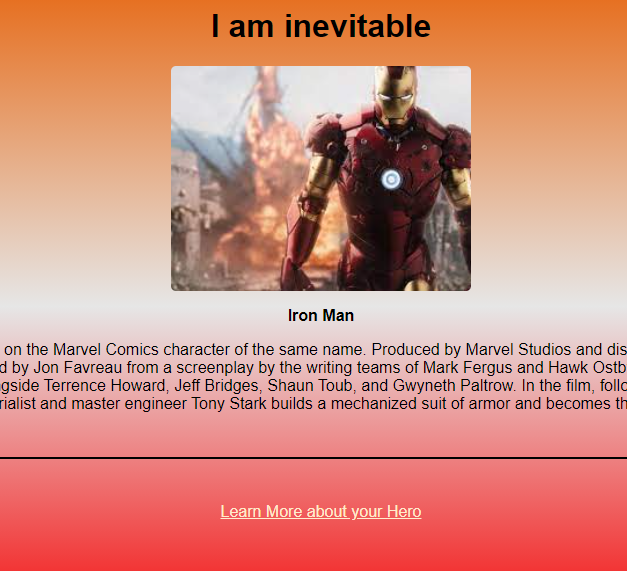 I am inevitable
Iron Man
on the Marvel Comics character of the same name. Produced by Marvel Studios and dis
d by Jon Favreau from a screenplay by the writing teams of Mark Fergus and Hawk Ostb
gside Terrence Howard, Jeff Bridges, Shaun Toub, and Gwyneth Paltrow. In the film, follo
rialist and master engineer Tony Stark builds a mechanized suit of armor and becomes th
Learn More about your Hero